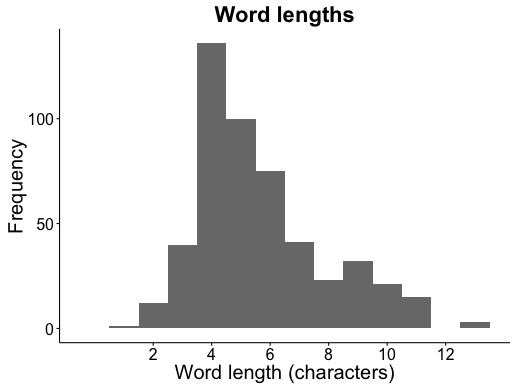 Word lengths
Frequency
100
50
0
2 4 6 8 10 12
Word length (characters)